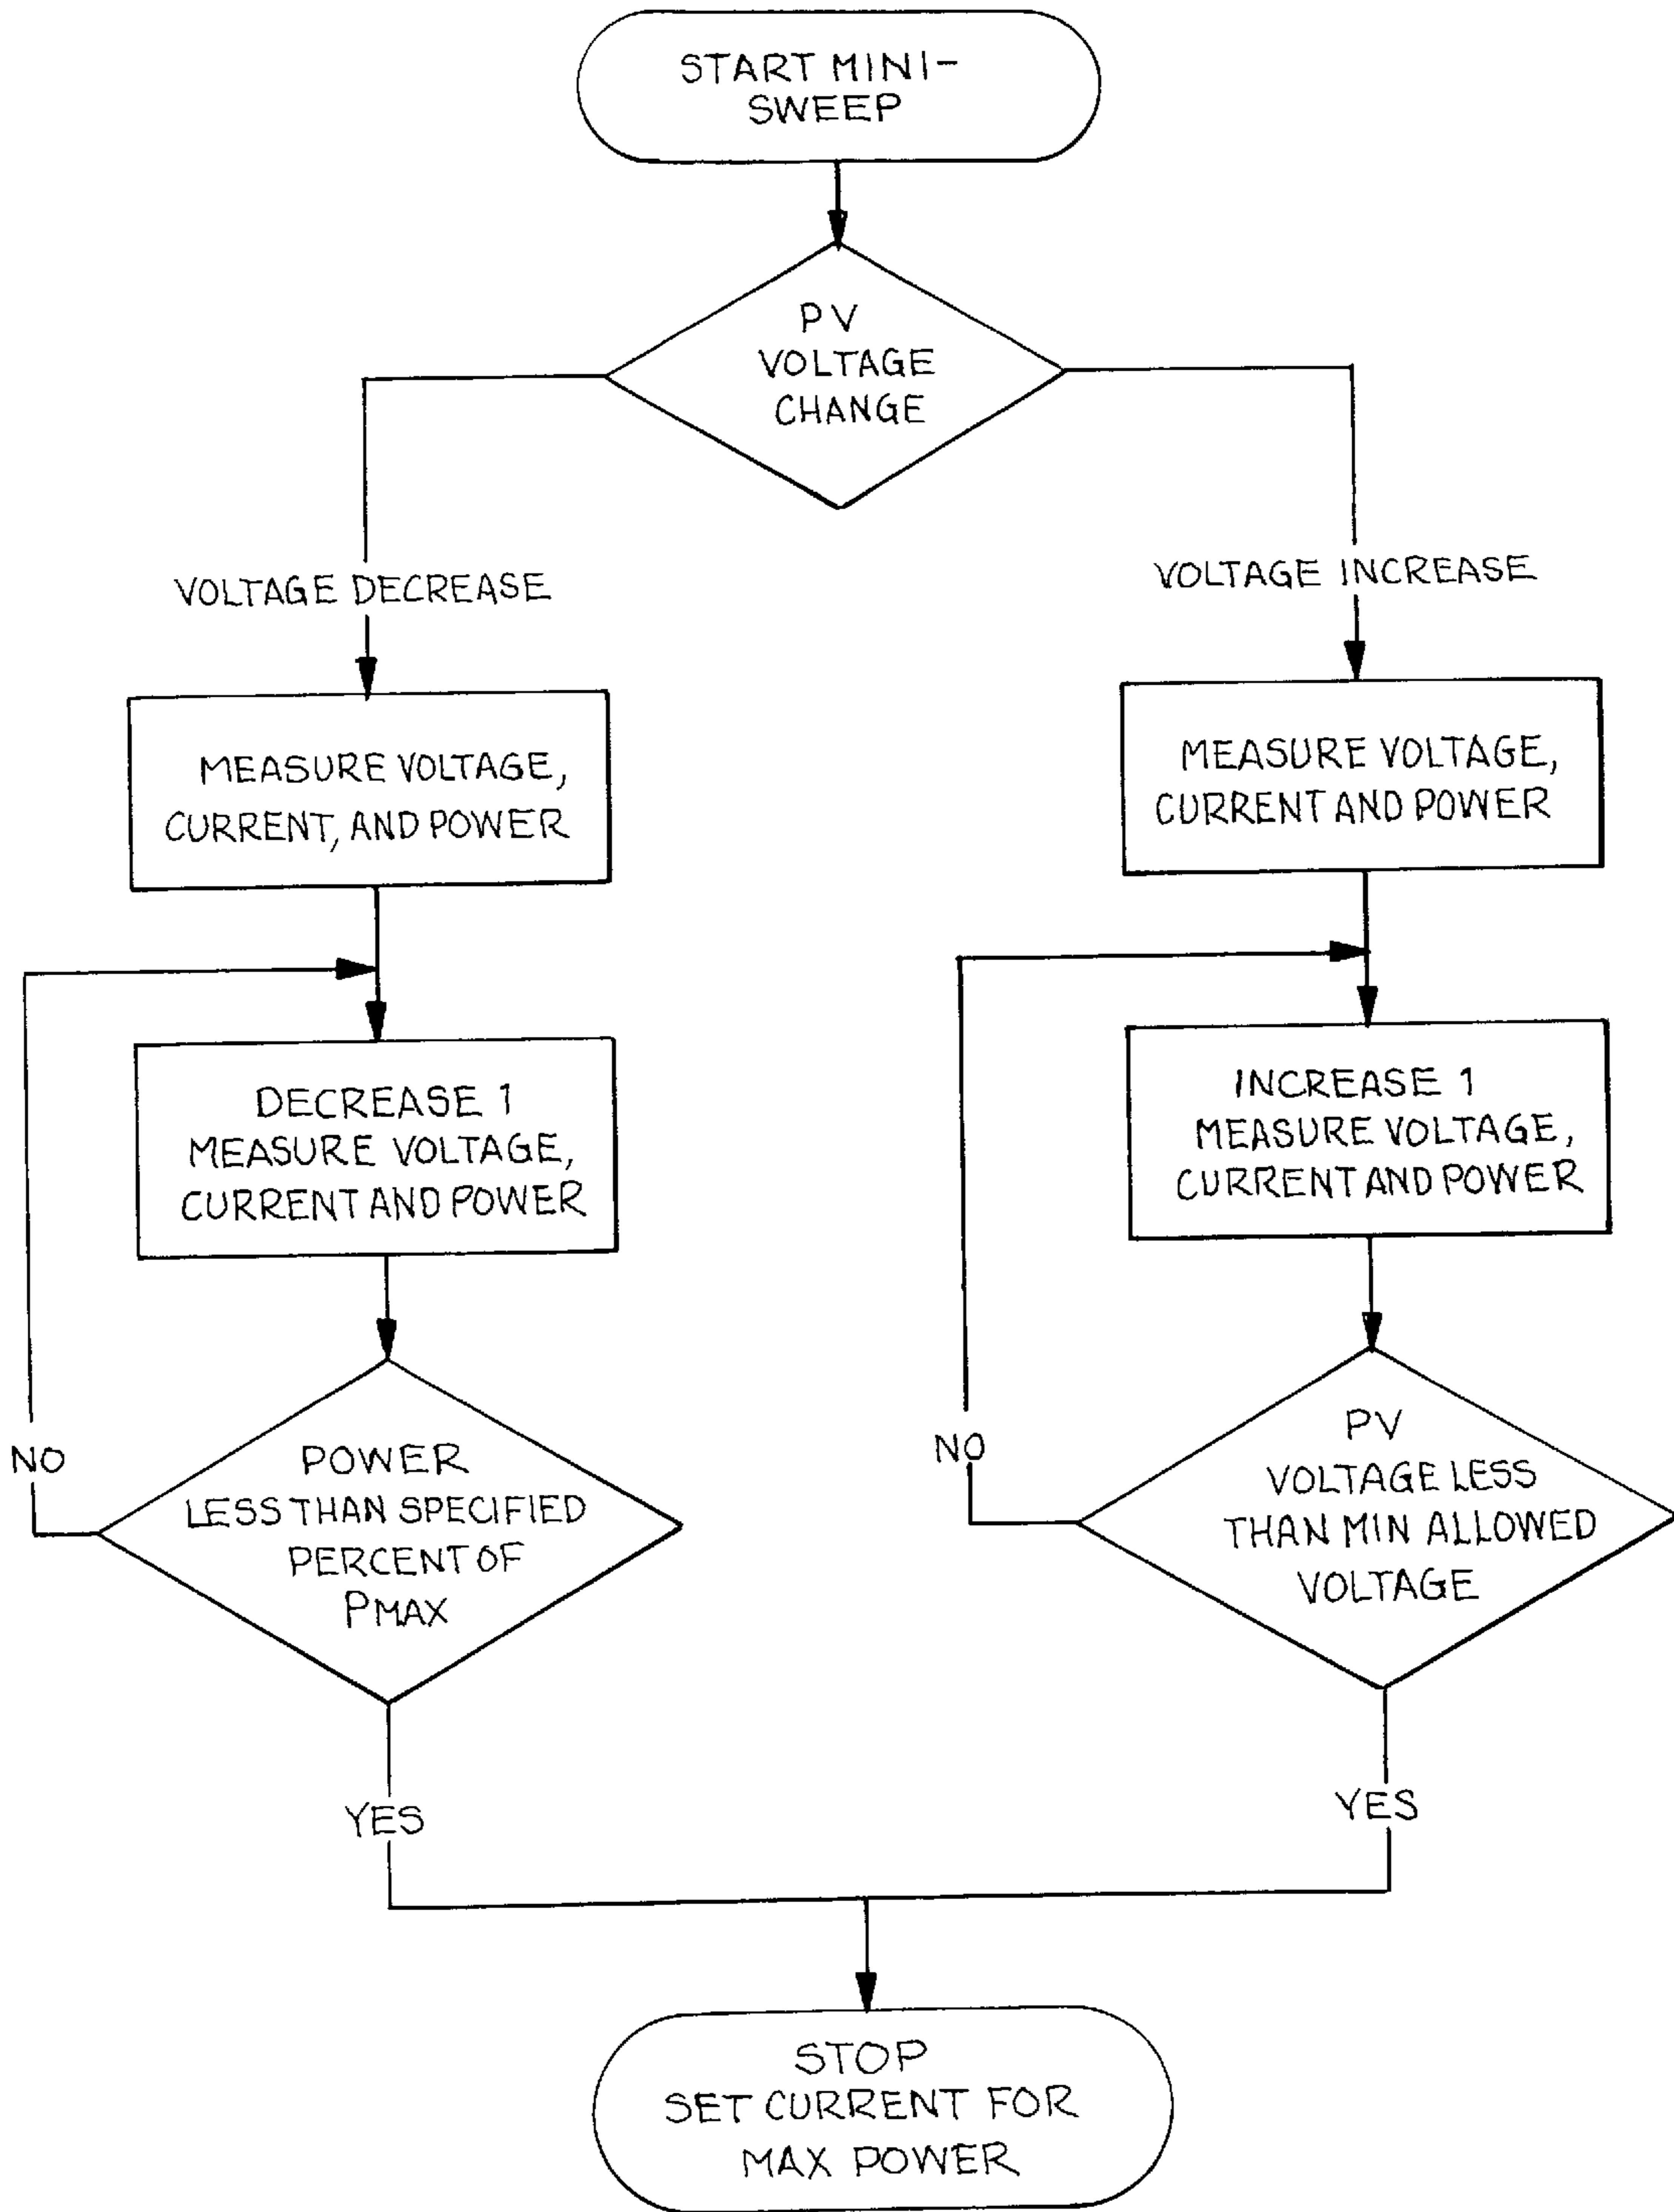 START MINI-
SWEEP
PV
VOLTAGE
CHANGE
VOLTAGE DECREASE
VOLTAGE INCREASE
MEASURE VOLTAGE,
CURRENT, AND POWER
MEASURE VOLTAGE,
CURRENT AND POWER
DECREASE 1
MEASURE VOLTAGE,
CURRENT AND POWER
INCREASE 1
MEASURE VOLTAGE,
CURRENT AND POWER
NO
POWER
LESS THAN SPECIFIED
PERCENT OF
PMAX
NO
PV
VOLTAGE LESS
THAN MIN ALLOWED
VOLTAGE
YES
YES
STOP
SET CURRENT FOR
MAX POWER